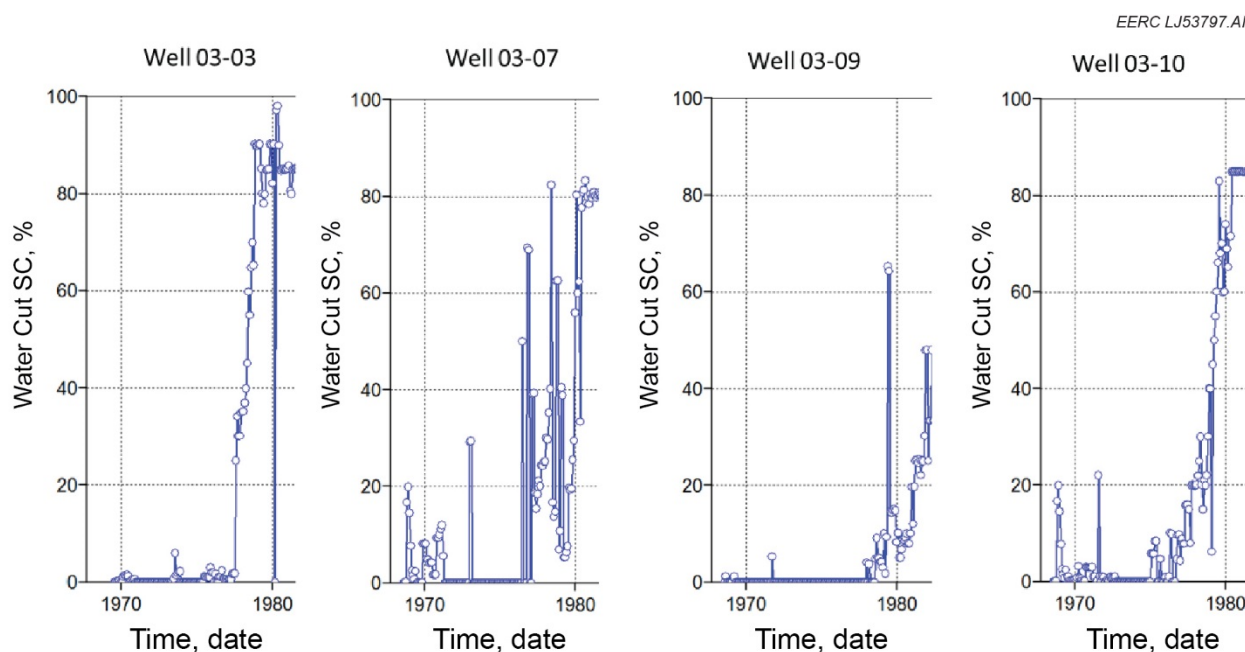 EERC LJ53797.AI
Well 03-03
Well 03-07
Well 03-09
Well 03-10
Water Cut SC, %
100
80
60
40
20
0
1970
1980
Time, date
Water Cut SC, %
100
80
60
40
20
0
1970
1980
Time, date
Water Cut SC, %
100
80
60
40
20
0
1970
1980
Time, date
Water Cut SC, %
100
80
60
40
20
0
1970
1980
Time, date